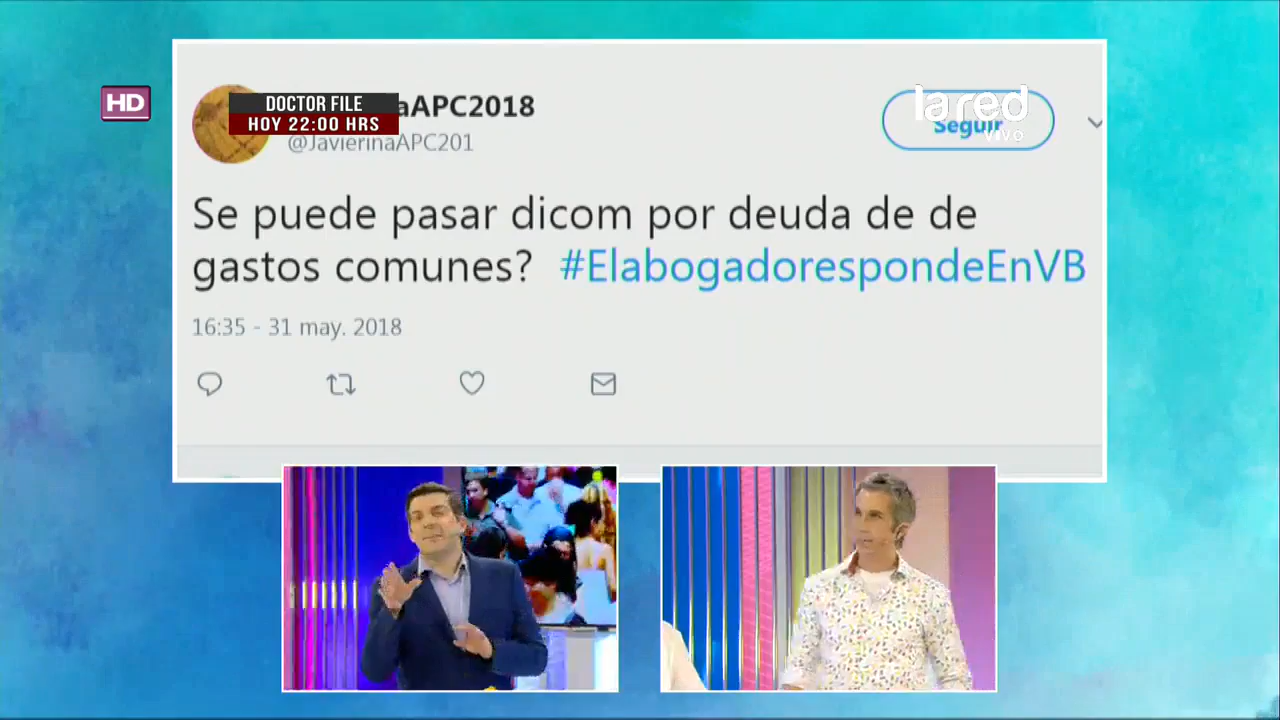 HD
DOCTOR FILE
HOY 22:00 HRS
aAPC2018
@JavierinaAPC201
la red
vivo
Seguir
Se puede pasar dicom por deuda de de
gastos comunes? #ElabogadorespondeEnVB
16:35 - 31 may. 2018